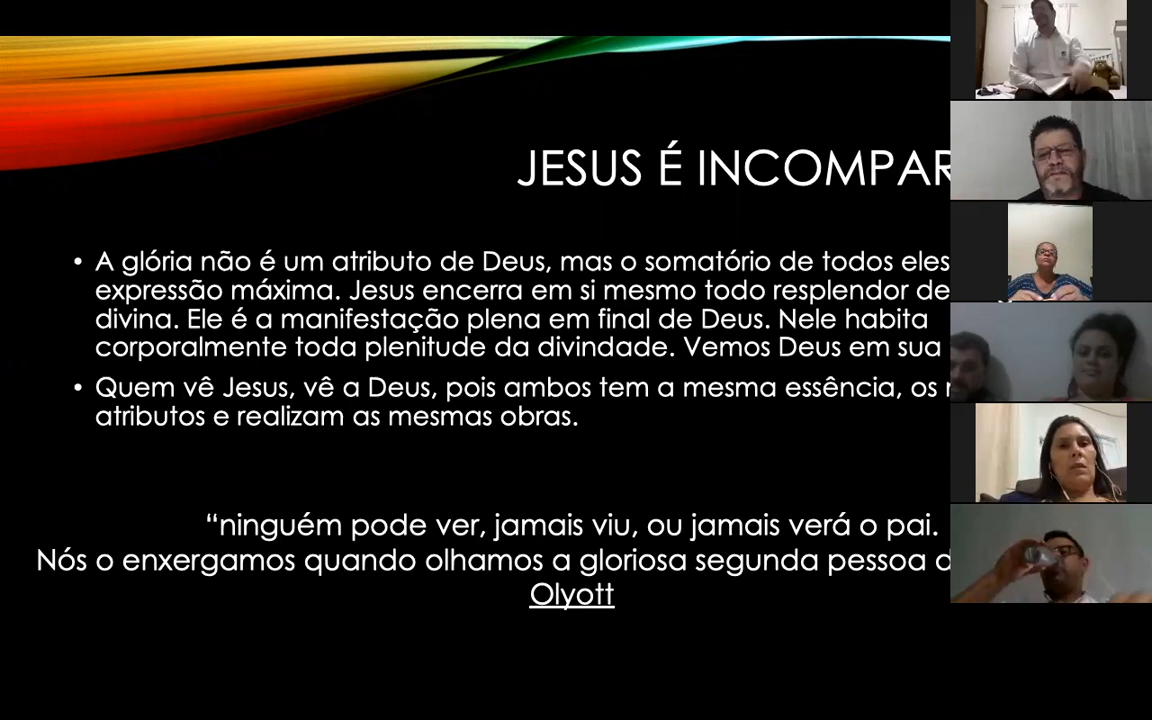 JESUS É INCOMPAR
• A glória não é um atributo de Deus, mas o somatório de todos eles
expressão máxima. Jesus encerra em si mesmo todo resplendor de
divina. Ele é a manifestação plena em final de Deus. Nele habita
corporalmente toda plenitude da divindade. Vemos Deus em sua
• Quem vê Jesus, vê a Deus, pois ambos tem a mesma essência, os
atributos e realizam as mesmas obras.
“ninguém pode ver, jamais viu, ou jamais verá o pai.
Nós o enxergamos quando olhamos a gloriosa segunda pessoa
Olyott